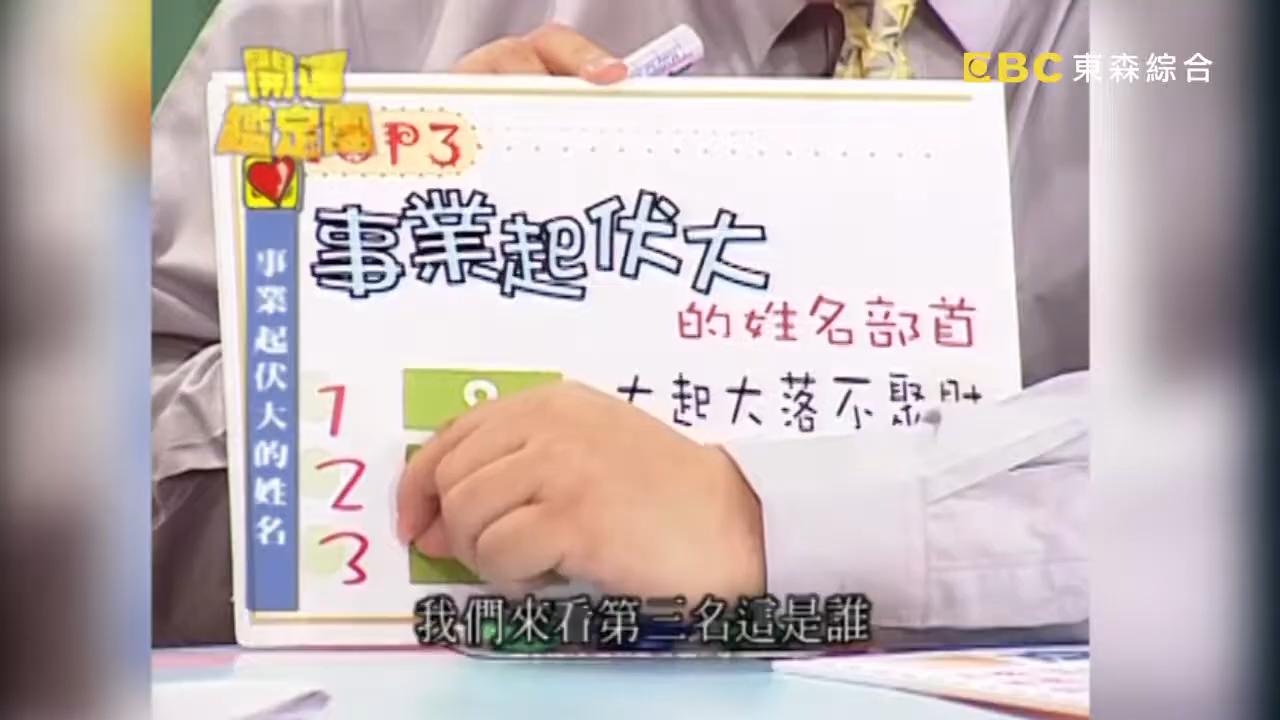 EBC 東森綜合
開運
鑑定團
TOP3
事業起伏大
的姓名部首
1
大起大落不聚財
2
3
事業起伏大的姓名
我們來看第三名這是誰